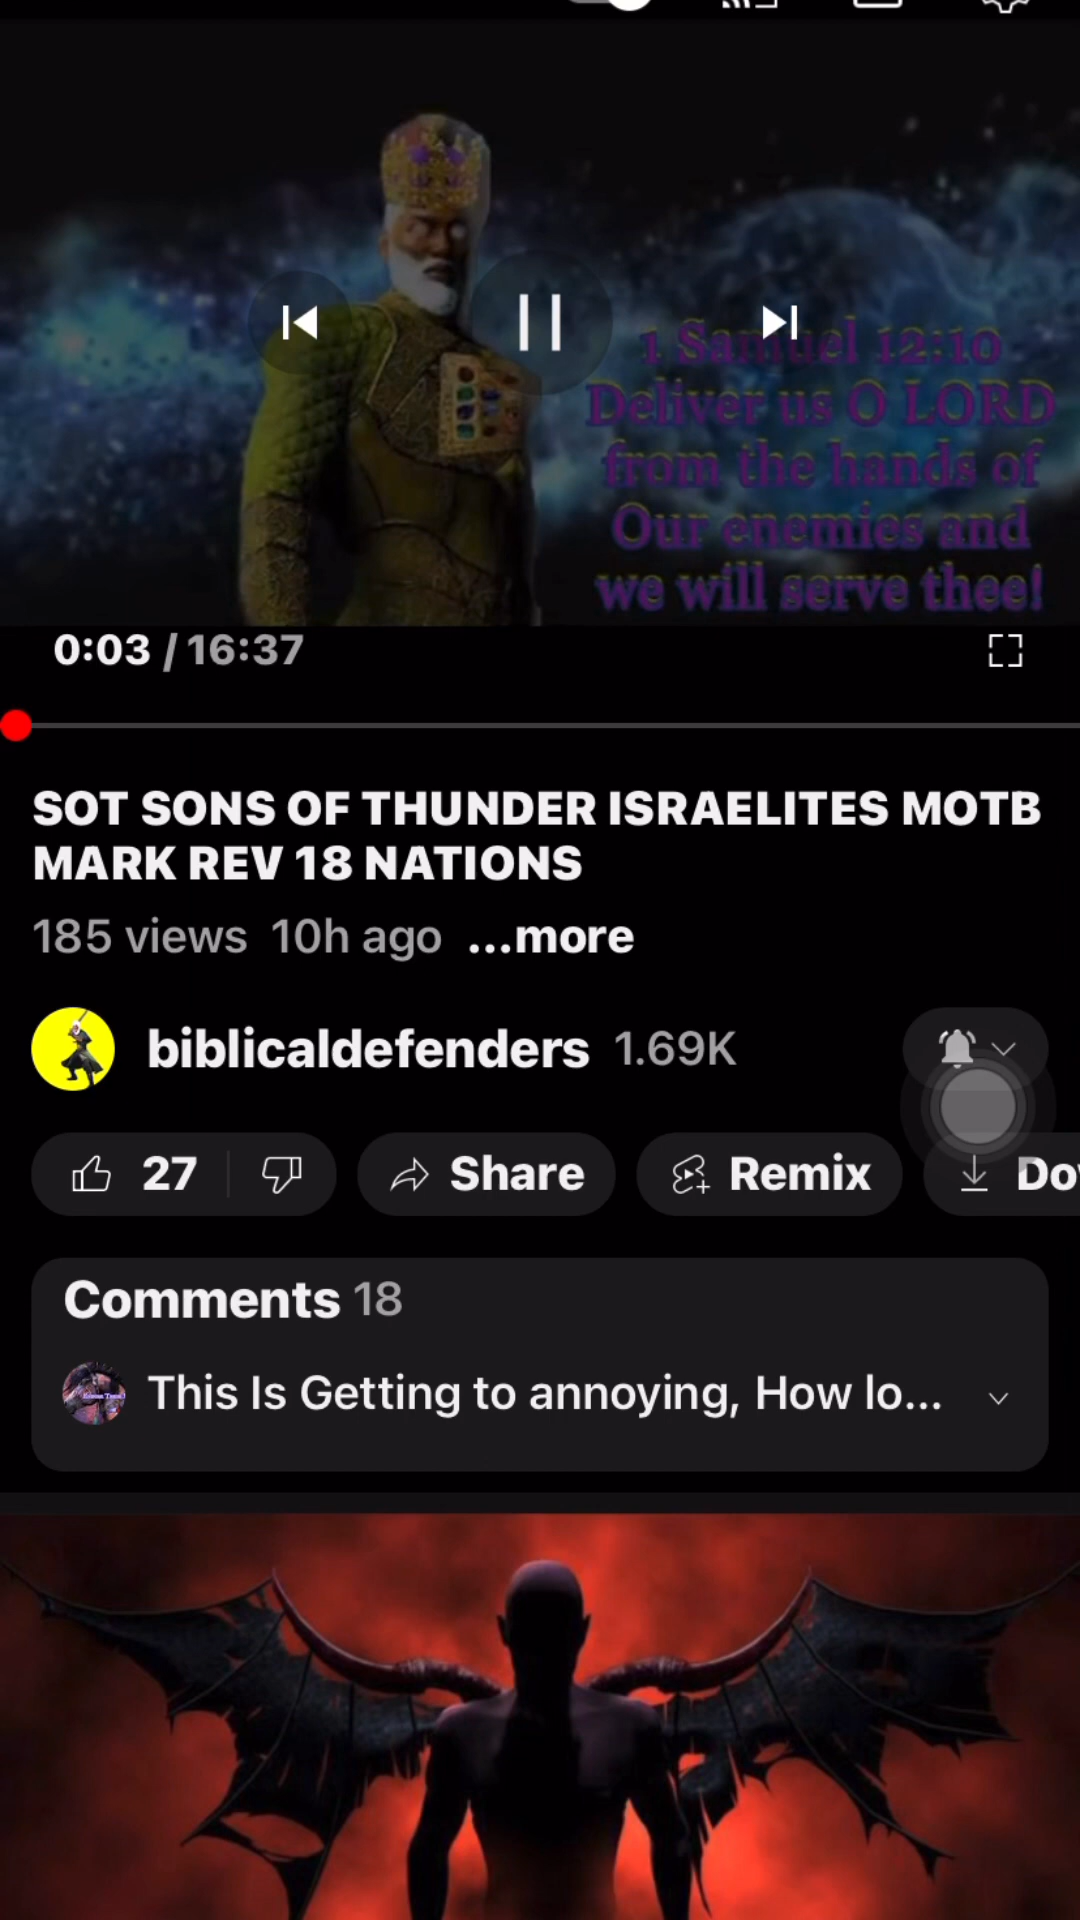 1 Samuel 12:10
Deliver us O LORD
from the hands of
Our enemies and
we will serve thee!
0:03 / 16:37
SOT SONS OF THUNDER ISRAELITES MOTB
MARK REV 18 NATIONS
185 views 10h ago ...more
biblicaldefenders 1.69K
27 Share Remix Do
Comments 18
This Is Getting to annoying, How lo...